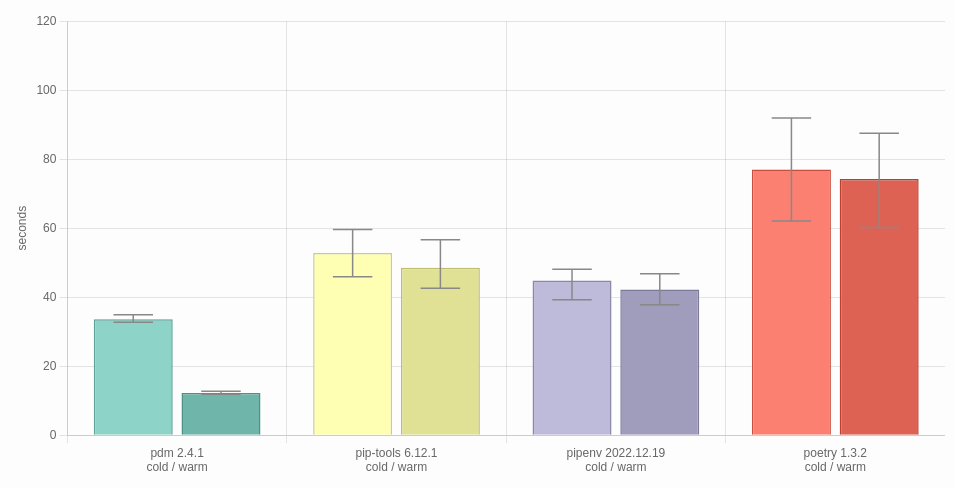 120
100
80
60
40
20
0
seconds
pdm 2.4.1
cold / warm
pip-tools 6.12.1
cold / warm
pipenv 2022.12.19
cold / warm
poetry 1.3.2
cold / warm